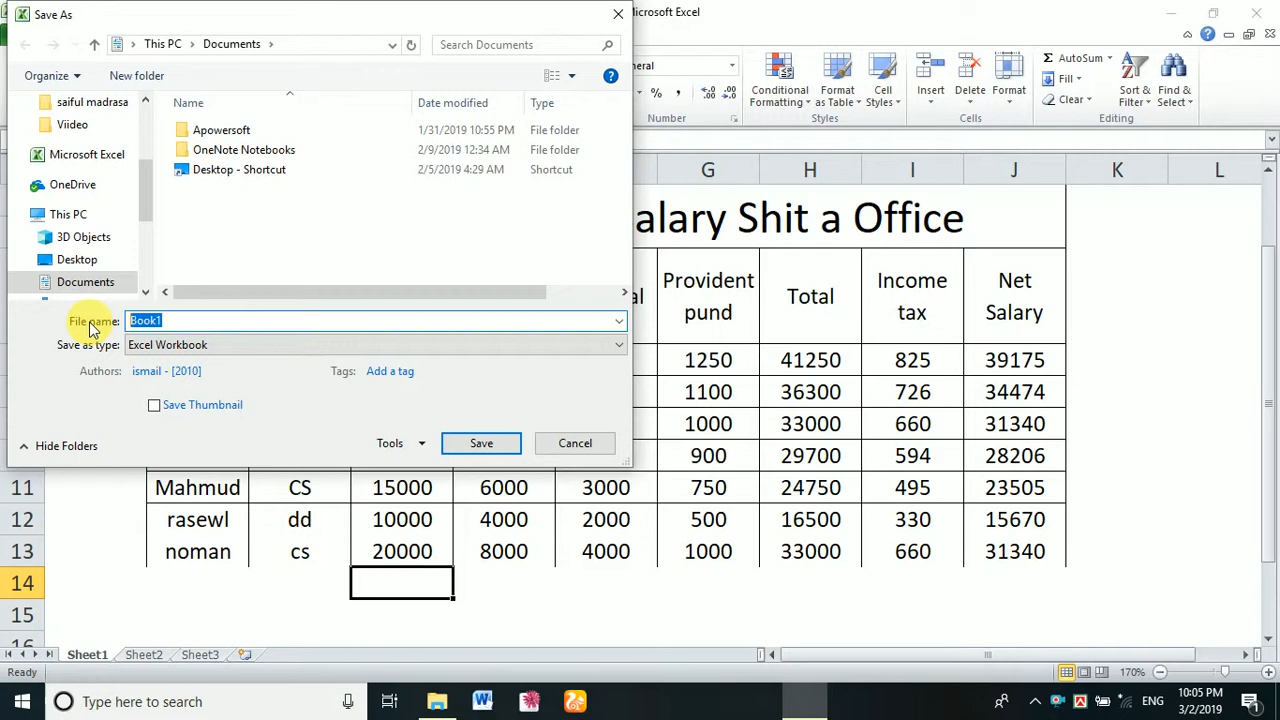 Save As
Microsoft Excel
This PC
Documents
Search Documents
Organize
New folder
saiful madrasa
Viideo
Microsoft Excel
OneDrive
This PC
3D Objects
Desktop
Documents
Name
Date modified
Type
Apowersoft
1/31/2019 10:55 PM
File folder
OneNote Notebooks
2/9/2019 12:34 AM
File folder
Desktop - Shortcut
2/5/2019 4:29 AM
Shortcut
File name:
Book1
Save as type:
Excel Workbook
Authors:
ismail - [2010]
Tags:
Add a tag
Save Thumbnail
Hide Folders
Tools
Save
Cancel
%
,
Number
Conditional
Formatting
Format
as Table
Cell
Styles
Styles
Insert
Delete
Format
Cells
Σ AutoSum
Fill
Clear
Sort &
Filter
Find &
Select
Editing
G H I J K L
alary Shit a Office
Provident
pund
Total
Income
tax
Net
Salary
1250 41250 825 39175
1100 36300 726 34474
1000 33000 660 31340
900 29700 594 28206
11 Mahmud CS 15000 6000 3000 750 24750 495 23505
12 rasewl dd 10000 4000 2000 500 16500 330 15670
13 noman cs 20000 8000 4000 1000 33000 660 31340
14
15
Sheet1 Sheet2 Sheet3
Ready
170%
Type here to search
ENG
10:05 PM
3/2/2019